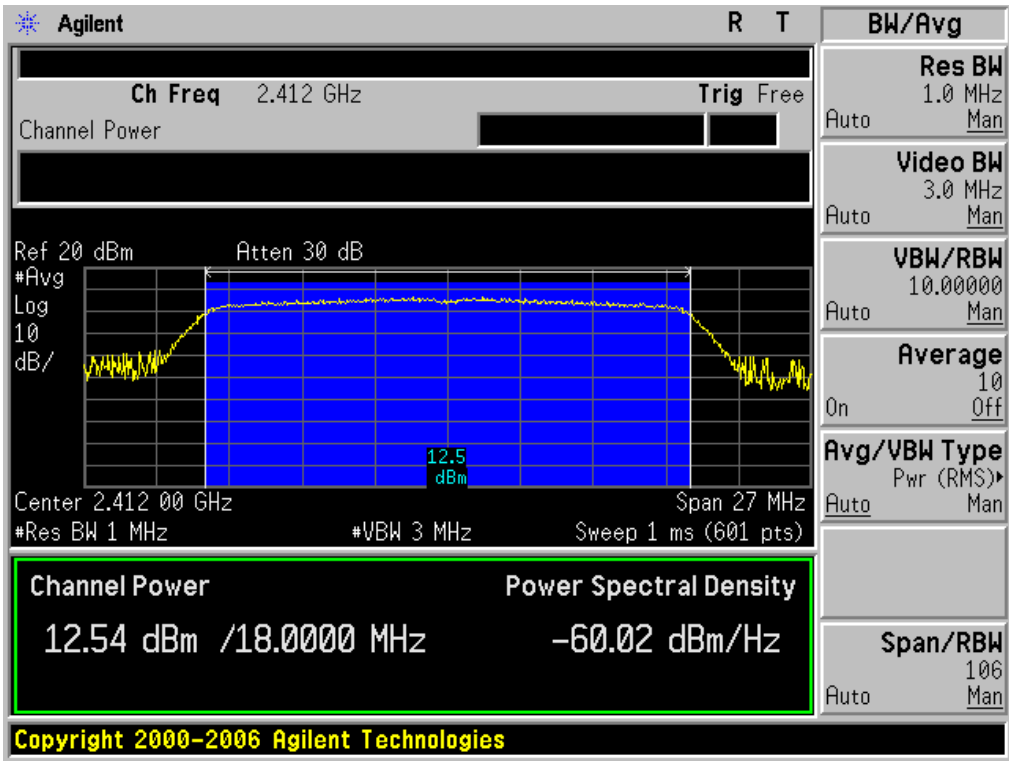 Agilent R T
Ch Freq 2.412 GHz Trig Free
Channel Power
Ref 20 dBm Atten 30 dB
#Avg
Log
10
dB/
12.5
dBm
Center 2.412 00 GHz Span 27 MHz
#Res BW 1 MHz #VBW 3 MHz Sweep 1 ms (601 pts)
Channel Power Power Spectral Density
12.54 dBm /18.0000 MHz -60.02 dBm/Hz
Copyright 2000-2006 Agilent Technologies
BW/Avg
Res BW
1.0 MHz
Auto Man
Video BW
3.0 MHz
Auto Man
VBW/RBW
10.00000
Auto Man
Average
10
On Off
Avg/VBW Type
Pwr (RMS)▸
Auto Man
Span/RBW
106
Auto Man